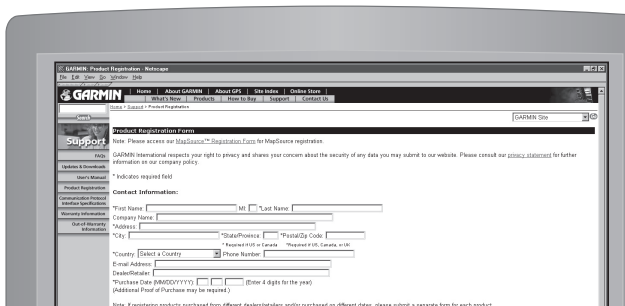 GARMIN: Product Registration - Netscape
File Edit View Go Window Help
GARMIN
Home | About GARMIN | About GPS | Site Index | Online Store |
What's New | Products | How to Buy | Support | Contact Us
Home > Support > Product Registration
Search
GARMIN Site
Support
FAQs
Updates & Downloads
User's Manual
Product Registration
Communication Protocol
Interface Specifications
Warranty Information
Out-of-Warranty
Information
Product Registration Form
Note: Please access our MapSource™ Registration Form for MapSource registration.
GARMIN International respects your right to privacy and shares your concern about the security of any data you may submit to our website. Please consult our privacy statement for further
information on our company policy.
* Indicates required field
Contact Information:
*First Name: MI: *Last Name:
Company Name:
*Address:
*City: *State/Province: *Postal/Zip Code:
* Required if US or Canada *Required if US, Canada, or UK
*Country: Select a Country Phone Number:
E-mail Address:
Dealer/Retailer:
*Purchase Date (MM/DD/YYYY): (Enter 4 digits for the year)
(Additional Proof of Purchase may be required.)
Note: If registering products purchased from different dealers/retailers and/or purchased on different dates, please submit a separate form for each product.